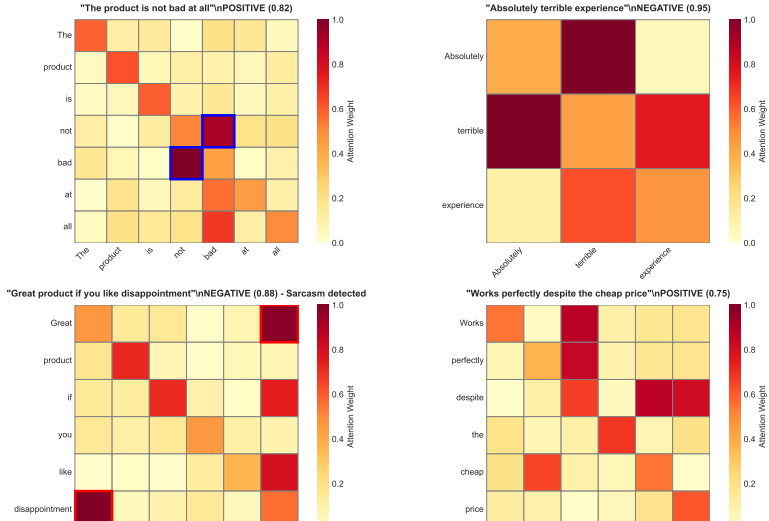 "The product is not bad at all"\nPOSITIVE (0.82)
The
product
is
not
bad
at
all
The
product
is
not
bad
at
all
1.0
0.8
0.6
0.4
0.2
0.0
Attention Weight
"Absolutely terrible experience"\nNEGATIVE (0.95)
Absolutely
terrible
experience
Absolutely
terrible
experience
1.0
0.8
0.6
0.4
0.2
0.0
Attention Weight
"Great product if you like disappointment"\nNEGATIVE (0.88) - Sarcasm detected
Great
product
if
you
like
disappointment
1.0
0.8
0.6
0.4
0.2
Attention Weight
"Works perfectly despite the cheap price"\nPOSITIVE (0.75)
Works
perfectly
despite
the
cheap
price
1.0
0.8
0.6
0.4
0.2
Attention Weight